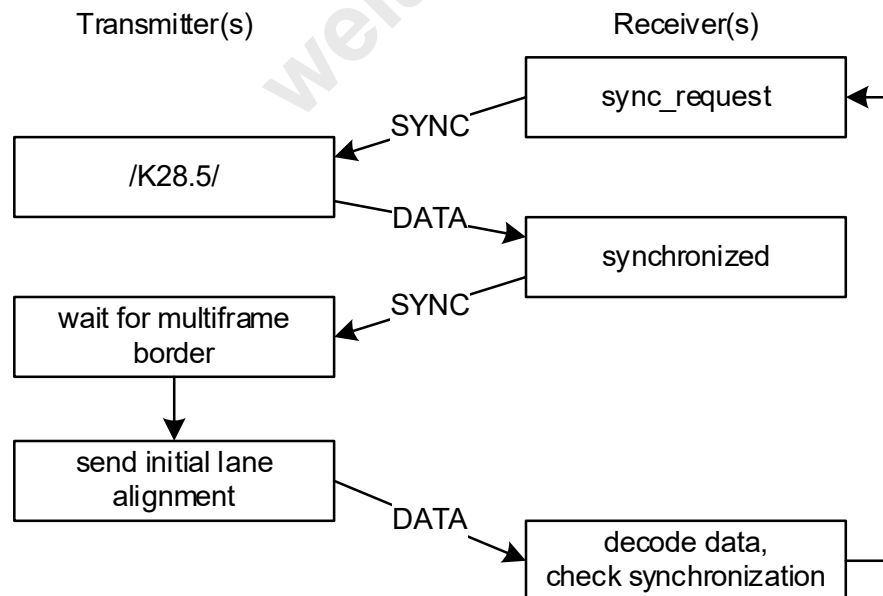 Transmitter(s)
Receiver(s)
sync_request
SYNC
/K28.5/
DATA
synchronized
SYNC
wait for multiframe
border
send initial lane
alignment
DATA
decode data,
check synchronization